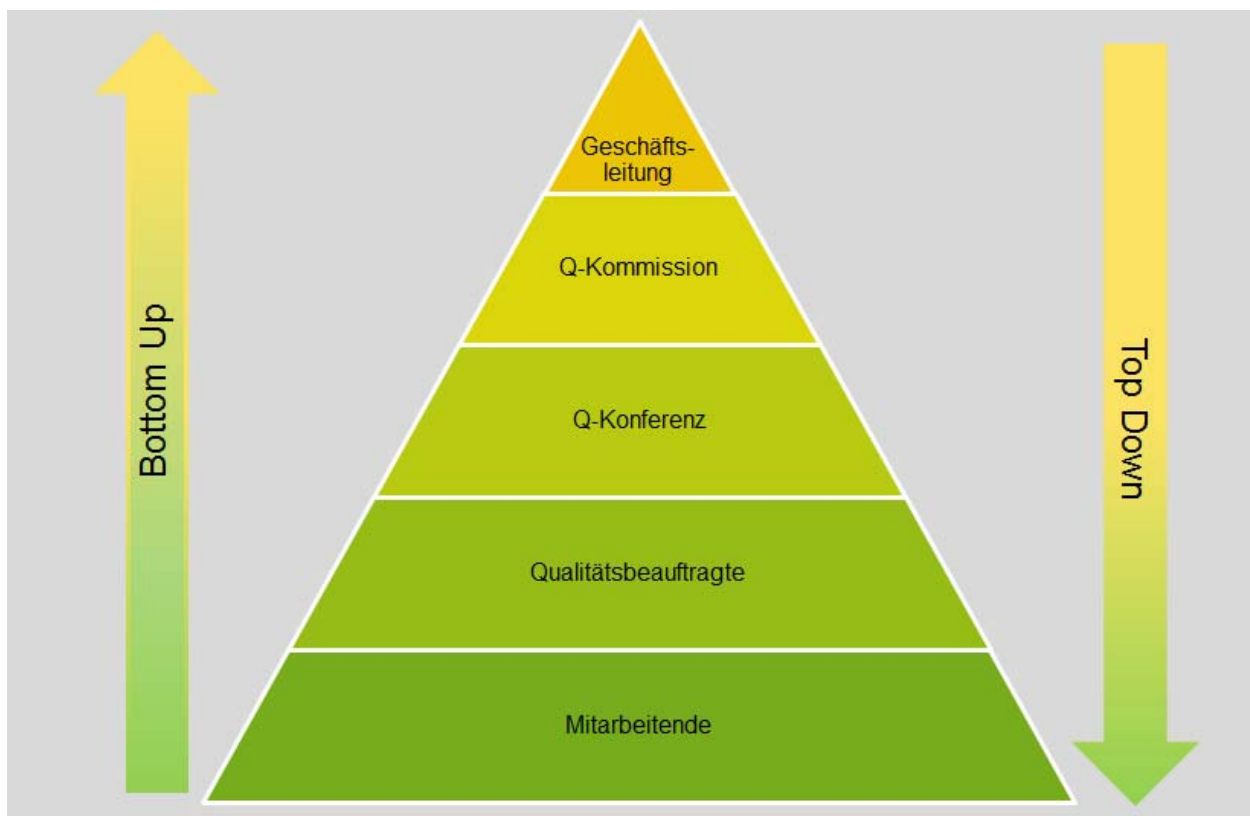 Geschäfts-
leitung
Q-Kommission
Q-Konferenz
Qualitätsbeauftragte
Mitarbeitende
Bottom Up
Top Down